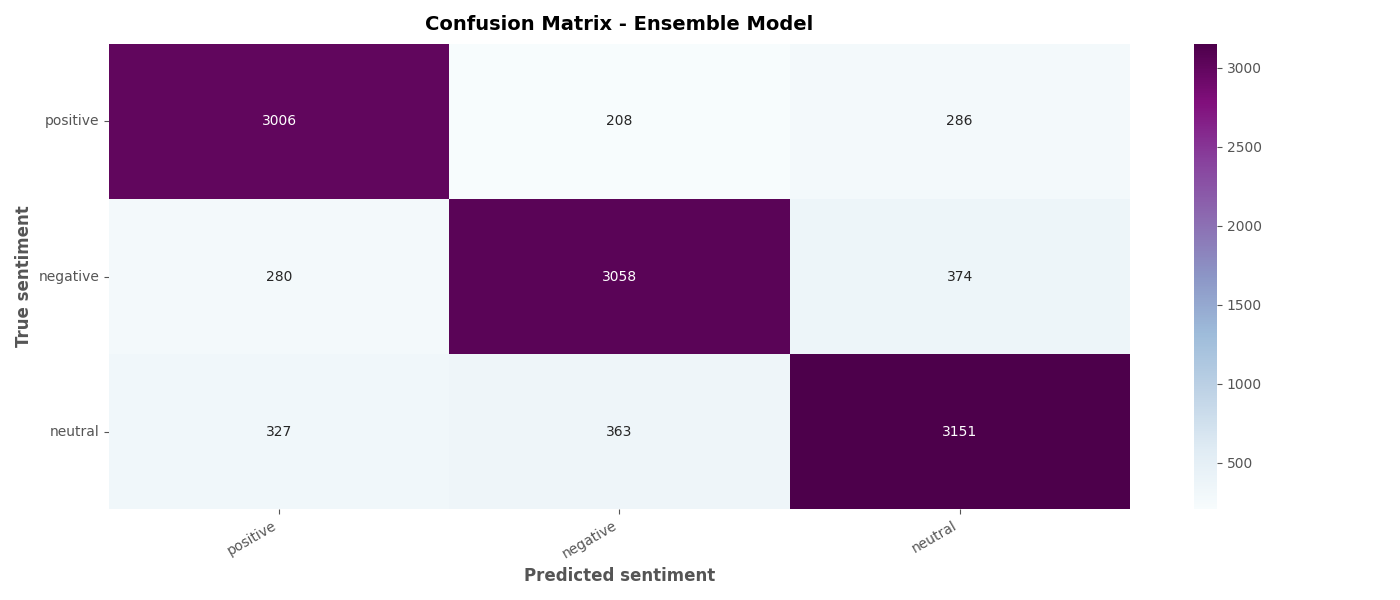 Confusion Matrix - Ensemble Model
True sentiment
positive 3006 208 286
negative 280 3058 374
neutral 327 363 3151
positive negative neutral
Predicted sentiment
3000
2500
2000
1500
1000
500